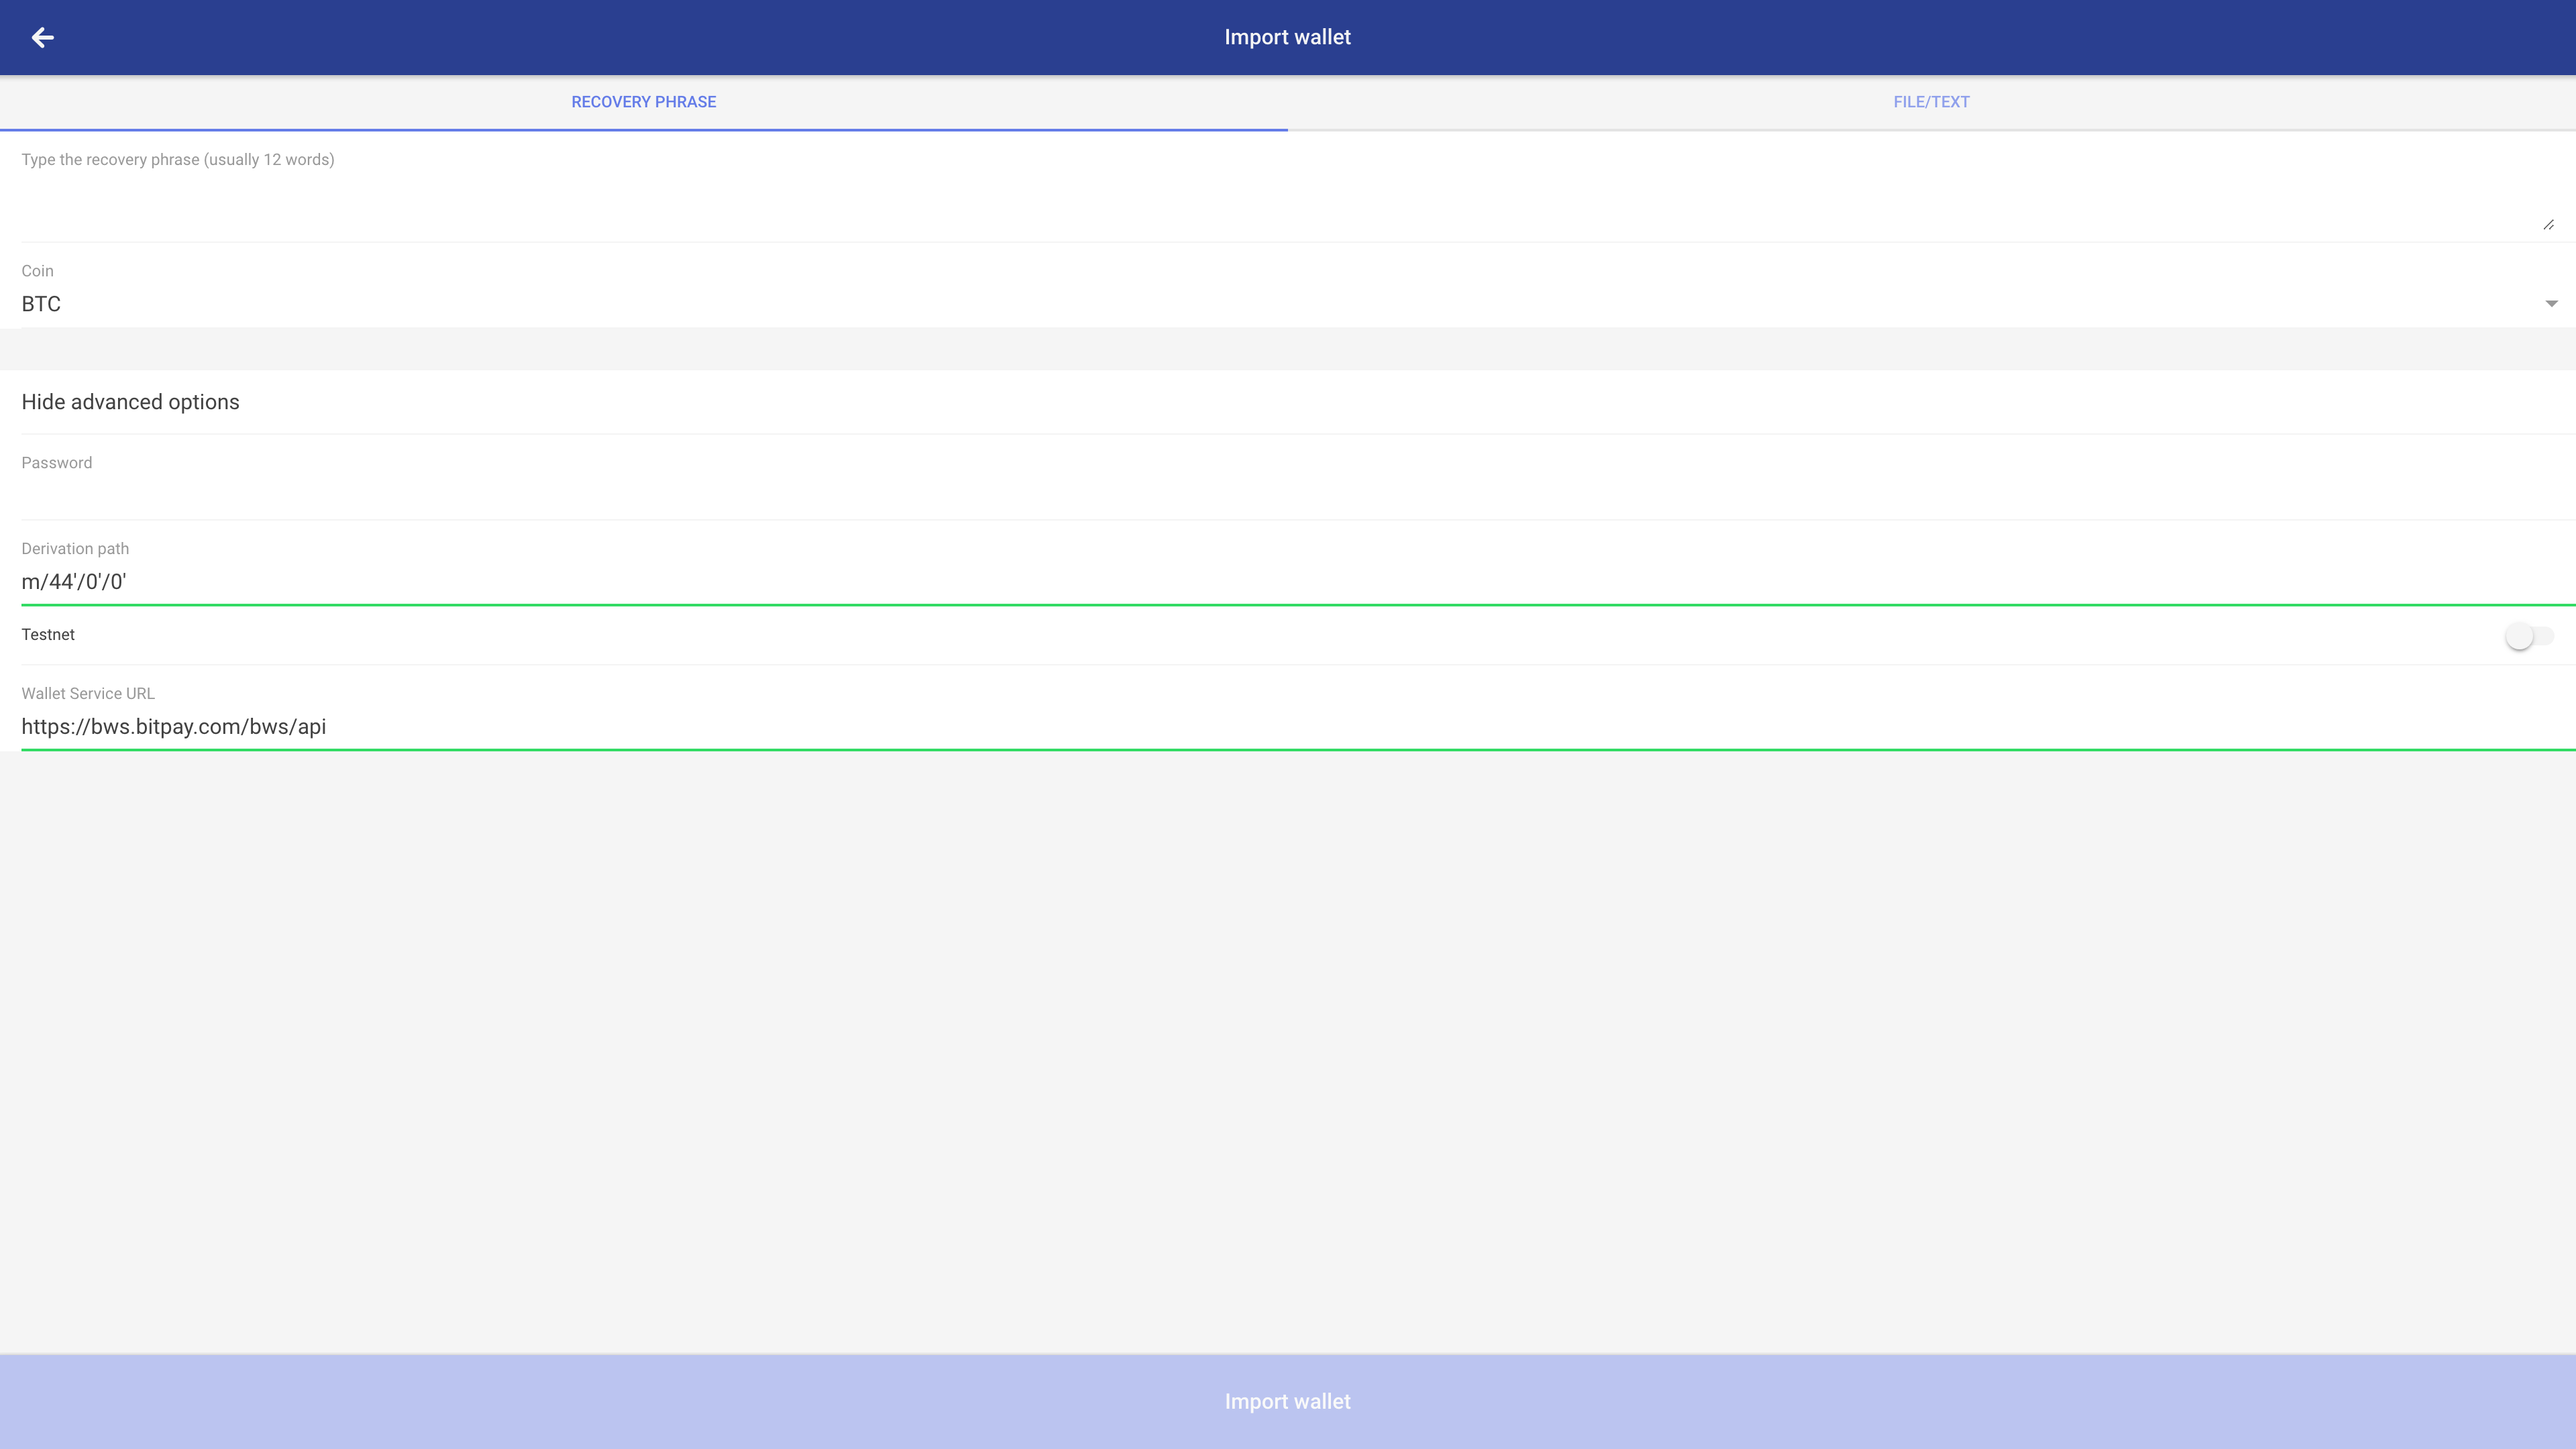 Import wallet
RECOVERY PHRASE
FILE/TEXT
Type the recovery phrase (usually 12 words)
Coin
BTC
Hide advanced options
Password
Derivation path
m/44'/0'/0'
Testnet
Wallet Service URL
https://bws.bitpay.com/bws/api
Import wallet